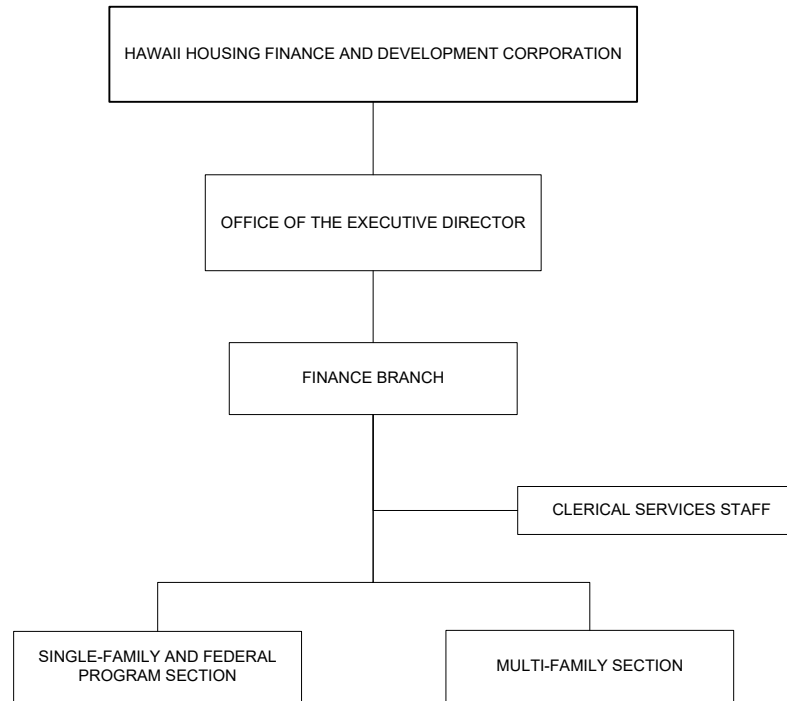 HAWAII HOUSING FINANCE AND DEVELOPMENT CORPORATION
OFFICE OF THE EXECUTIVE DIRECTOR
FINANCE BRANCH
CLERICAL SERVICES STAFF
SINGLE-FAMILY AND FEDERAL
PROGRAM SECTION
MULTI-FAMILY SECTION